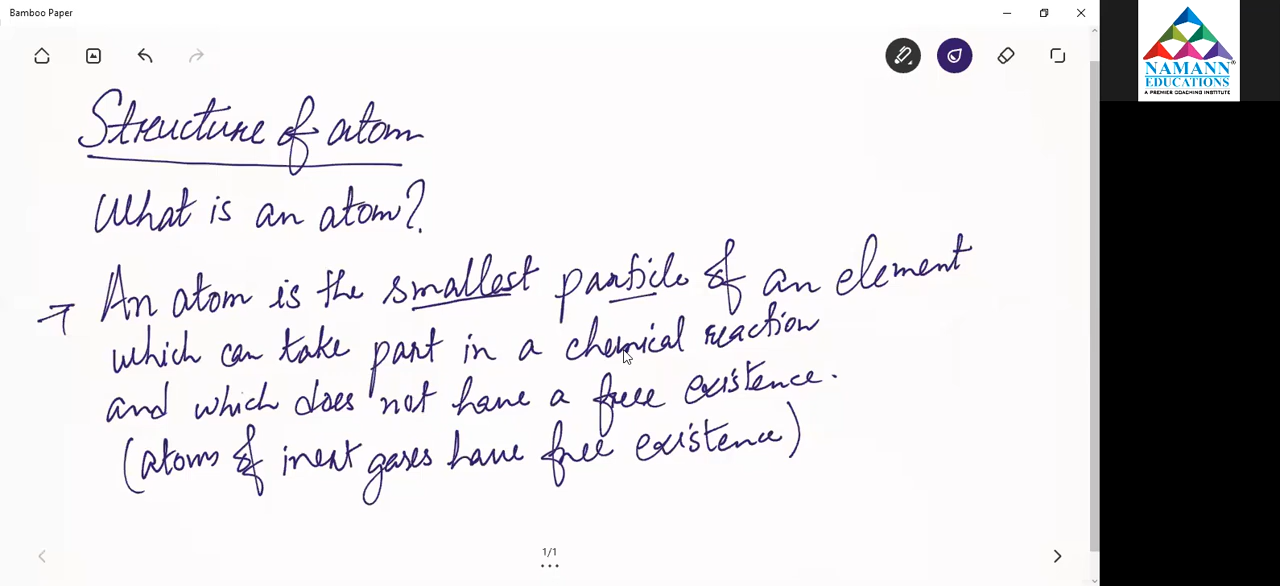 Bamboo Paper
NAMANN®
EDUCATIONS
A PREMIER COACHING INSTITUTE
Structure of atom
What is an atom?
→ An atom is the smallest particle of an element
which can take part in a chemical reaction
and which does not have a free existence.
(atoms of inert gases have free existence)
1/1